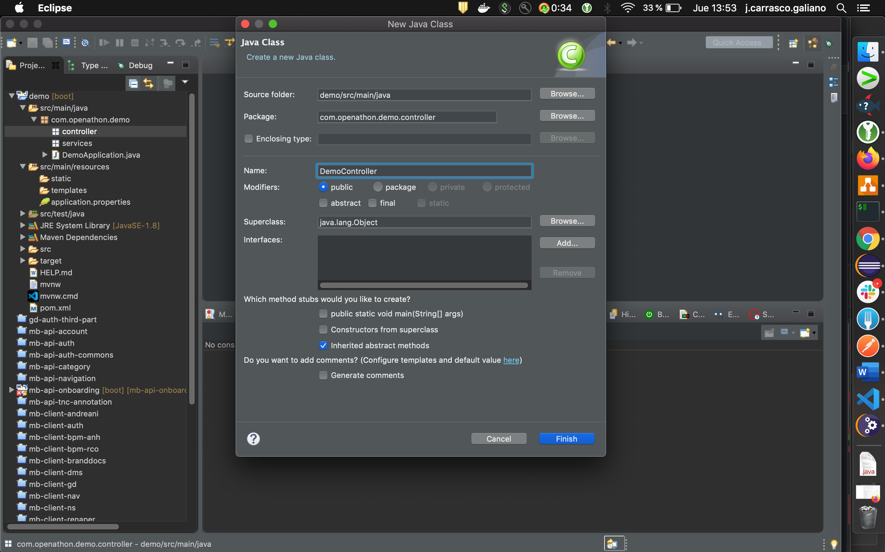 Eclipse
0:34
33 %
Jue 13:53
j.carrasco.galiano
New Java Class
Quick Access
Java Class
Create a new Java class.
Proje...
Type ...
Debug
Source folder:
demo/src/main/java
Browse...
Package:
com.openathon.demo.controller
Browse...
Enclosing type:
Browse...
Name:
DemoController
Modifiers:
public
package
private
protected
abstract
final
static
Superclass:
java.lang.Object
Browse...
Interfaces:
Add...
Remove
Which method stubs would you like to create?
public static void main(String[] args)
Constructors from superclass
Inherited abstract methods
Do you want to add comments? (Configure templates and default value here)
Generate comments
?
Cancel
Finish
demo [boot]
src/main/java
com.openathon.demo
controller
services
DemoApplication.java
src/main/resources
static
templates
application.properties
src/test/java
JRE System Library [JavaSE-1.8]
Maven Dependencies
src
target
HELP.md
mvnw
mvnw.cmd
pom.xml
gd-auth-third-part
mb-api-account
mb-api-auth
mb-api-auth-commons
mb-api-category
mb-api-navigation
mb-api-onboarding [boot] [mb-api-onboar
mb-api-tnc-annotation
mb-client-andreani
mb-client-auth
mb-client-bpm-anh
mb-client-bpm-rco
mb-client-branddocs
mb-client-dms
mb-client-gd
mb-client-nav
mb-client-ns
mb-client-renaper
M...
No cons
Hi...
B...
C...
E...
S...
com.openathon.demo.controller - demo/src/main/java